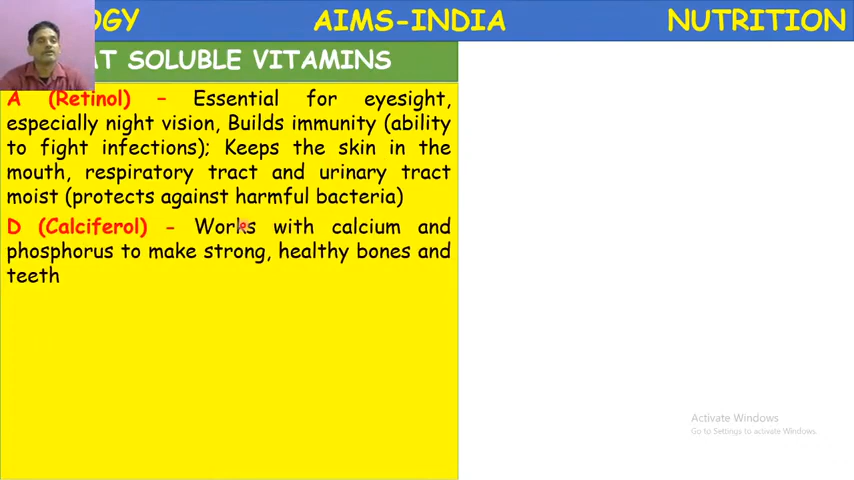 OGY AIMS-INDIA NUTRITION
AT SOLUBLE VITAMINS
A (Retinol) – Essential for eyesight,
especially night vision, Builds immunity (ability
to fight infections); Keeps the skin in the
mouth, respiratory tract and urinary tract
moist (protects against harmful bacteria)
D (Calciferol) - Works with calcium and
phosphorus to make strong, healthy bones and
teeth
Activate Windows
Go to Settings to activate Windows.